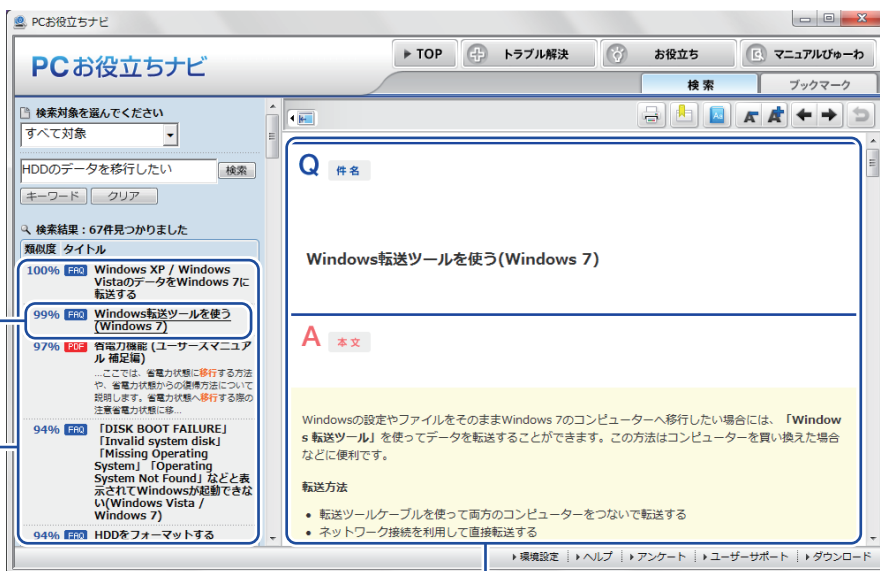 PCお役立ちナビ
PCお役立ちナビ
TOP
トラブル解決
お役立ち
マニュアルびゅーわ
検索
ブックマーク
検索対象を選んでください
すべて対象
HDDのデータを移行したい
検索
キーワード
クリア
検索結果：67件見つかりました
類似度 タイトル
100% FAQ Windows XP / Windows
VistaのデータをWindows 7に
転送する
99% FAQ Windows転送ツールを使う
(Windows 7)
97% PDF 省電力機能 (ユーザーズマニュア
ル 補足編)
...ここでは、省電力状態に移行する方法
や、省電力状態からの復帰方法について
説明します。省電力状態へ移行する際の
注意省電力状態に移...
94% FAQ 「DISK BOOT FAILURE」
「Invalid system disk」
「Missing Operating
System」「Operating
System Not Found」などと表
示されてWindowsが起動できな
い(Windows Vista /
Windows 7)
94% FAQ HDDをフォーマットする
Q 件名
Windows転送ツールを使う(Windows 7)
A 本文
Windowsの設定やファイルをそのままWindows 7のコンピューターへ移行したい場合には、「Window
s 転送ツール」を使ってデータを転送することができます。この方法はコンピューターを買い換えた場合
などに便利です。
転送方法
• 転送ツールケーブルを使って両方のコンピューターをつないで転送する
• ネットワーク接続を利用して直接転送する
環境設定
ヘルプ
アンケート
ユーザーサポート
ダウンロード